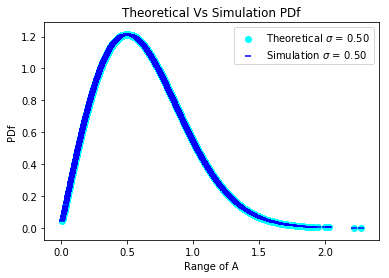 Theoretical Vs Simulation PDf
Theoretical σ = 0.50
Simulation σ = 0.50
PDf
1.2
1.0
0.8
0.6
0.4
0.2
0.0
0.0 0.5 1.0 1.5 2.0
Range of A